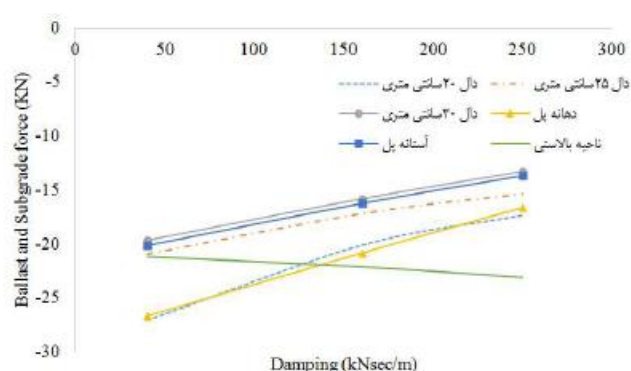 0
0 50 100 150 200 250 300
-5
-10
-15
-20
-25
-30
Ballast and Subgrade force (KN)
دال ۲۰سانتی متری
دال ۲۵سانتی متری
دال ۳۰سانتی متری
دهانه پل
آستانه پل
ناحیه بالاستی
Damping (kNsec/m)